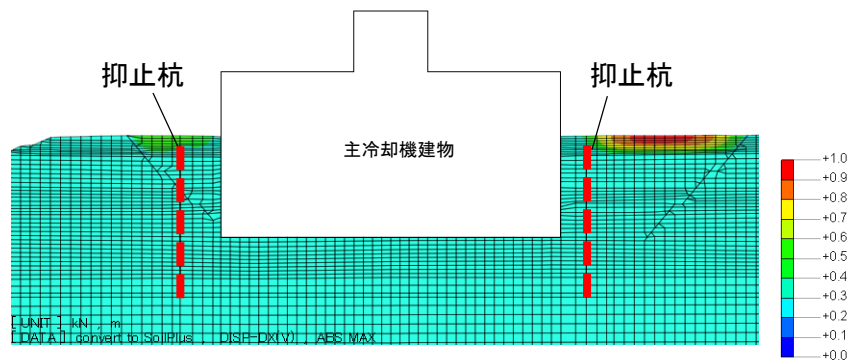 抑止杭
抑止杭
主冷却機建物
+1.0
+0.9
+0.8
+0.7
+0.6
+0.5
+0.4
+0.3
+0.2
+0.1
+0.0
[ UNIT ] kN , m
[ DATA ] convert to SoilPlus , DISP-DX(V) , ABS MAX